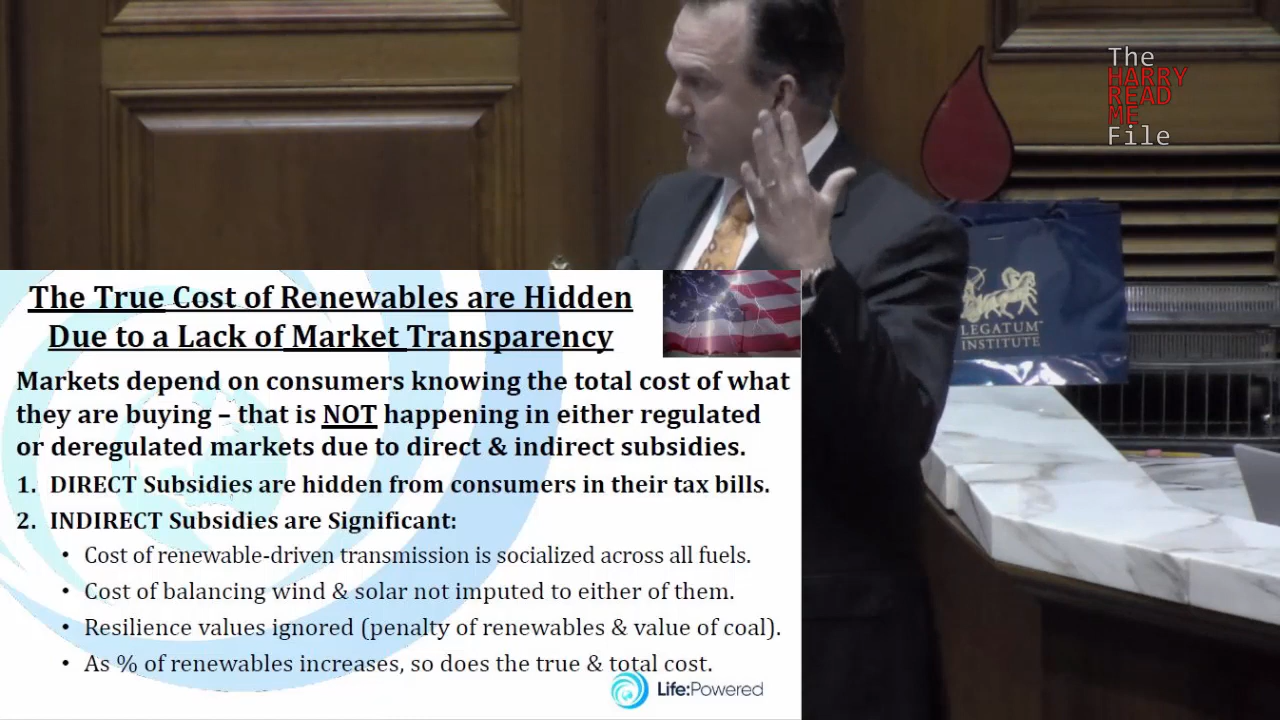 The
HARRY
READ
ME
File
LEGATUM
INSTITUTE
The True Cost of Renewables are Hidden
Due to a Lack of Market Transparency
Markets depend on consumers knowing the total cost of what
they are buying – that is NOT happening in either regulated
or deregulated markets due to direct & indirect subsidies.
1. DIRECT Subsidies are hidden from consumers in their tax bills.
2. INDIRECT Subsidies are Significant:
• Cost of renewable-driven transmission is socialized across all fuels.
• Cost of balancing wind & solar not imputed to either of them.
• Resilience values ignored (penalty of renewables & value of coal).
• As % of renewables increases, so does the true & total cost.
Life:Powered